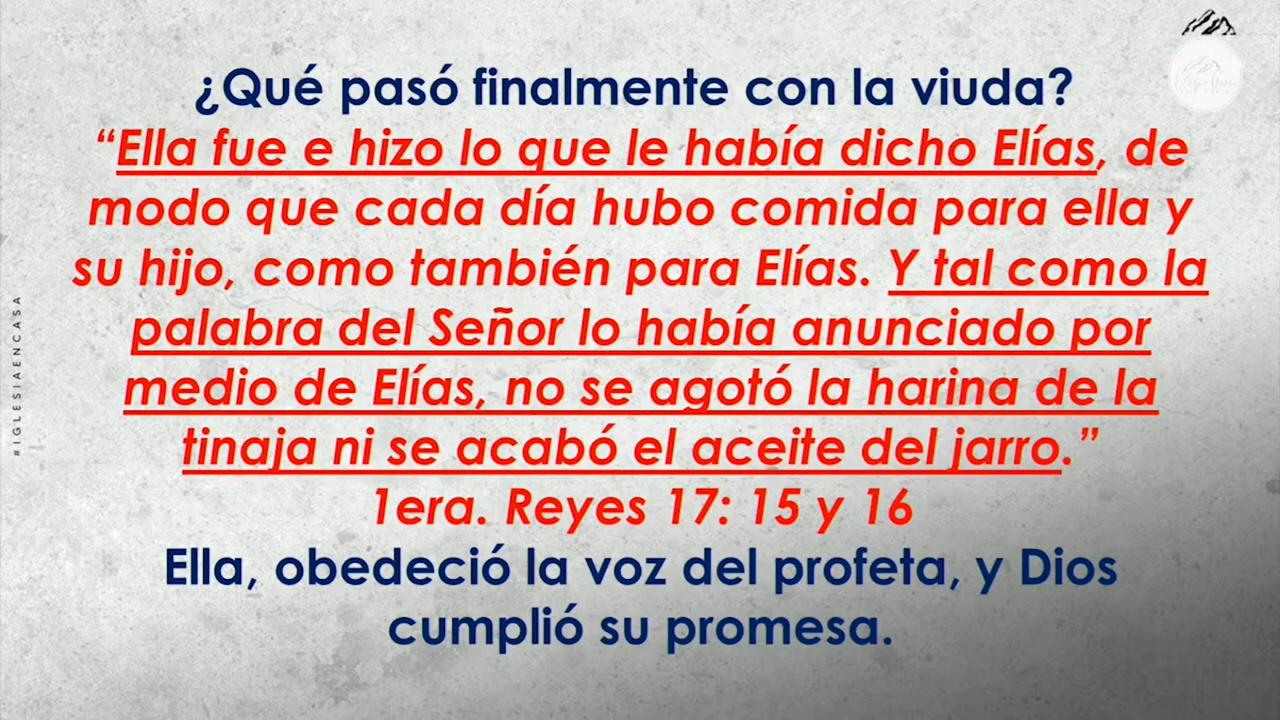 ¿Qué pasó finalmente con la viuda?
“Ella fue e hizo lo que le había dicho Elías, de
modo que cada día hubo comida para ella y
su hijo, como también para Elías. Y tal como la
palabra del Señor lo había anunciado por
medio de Elías, no se agotó la harina de la
tinaja ni se acabó el aceite del jarro.”
1era. Reyes 17: 15 y 16
Ella, obedeció la voz del profeta, y Dios
cumplió su promesa.
#IGLESIAENCASA